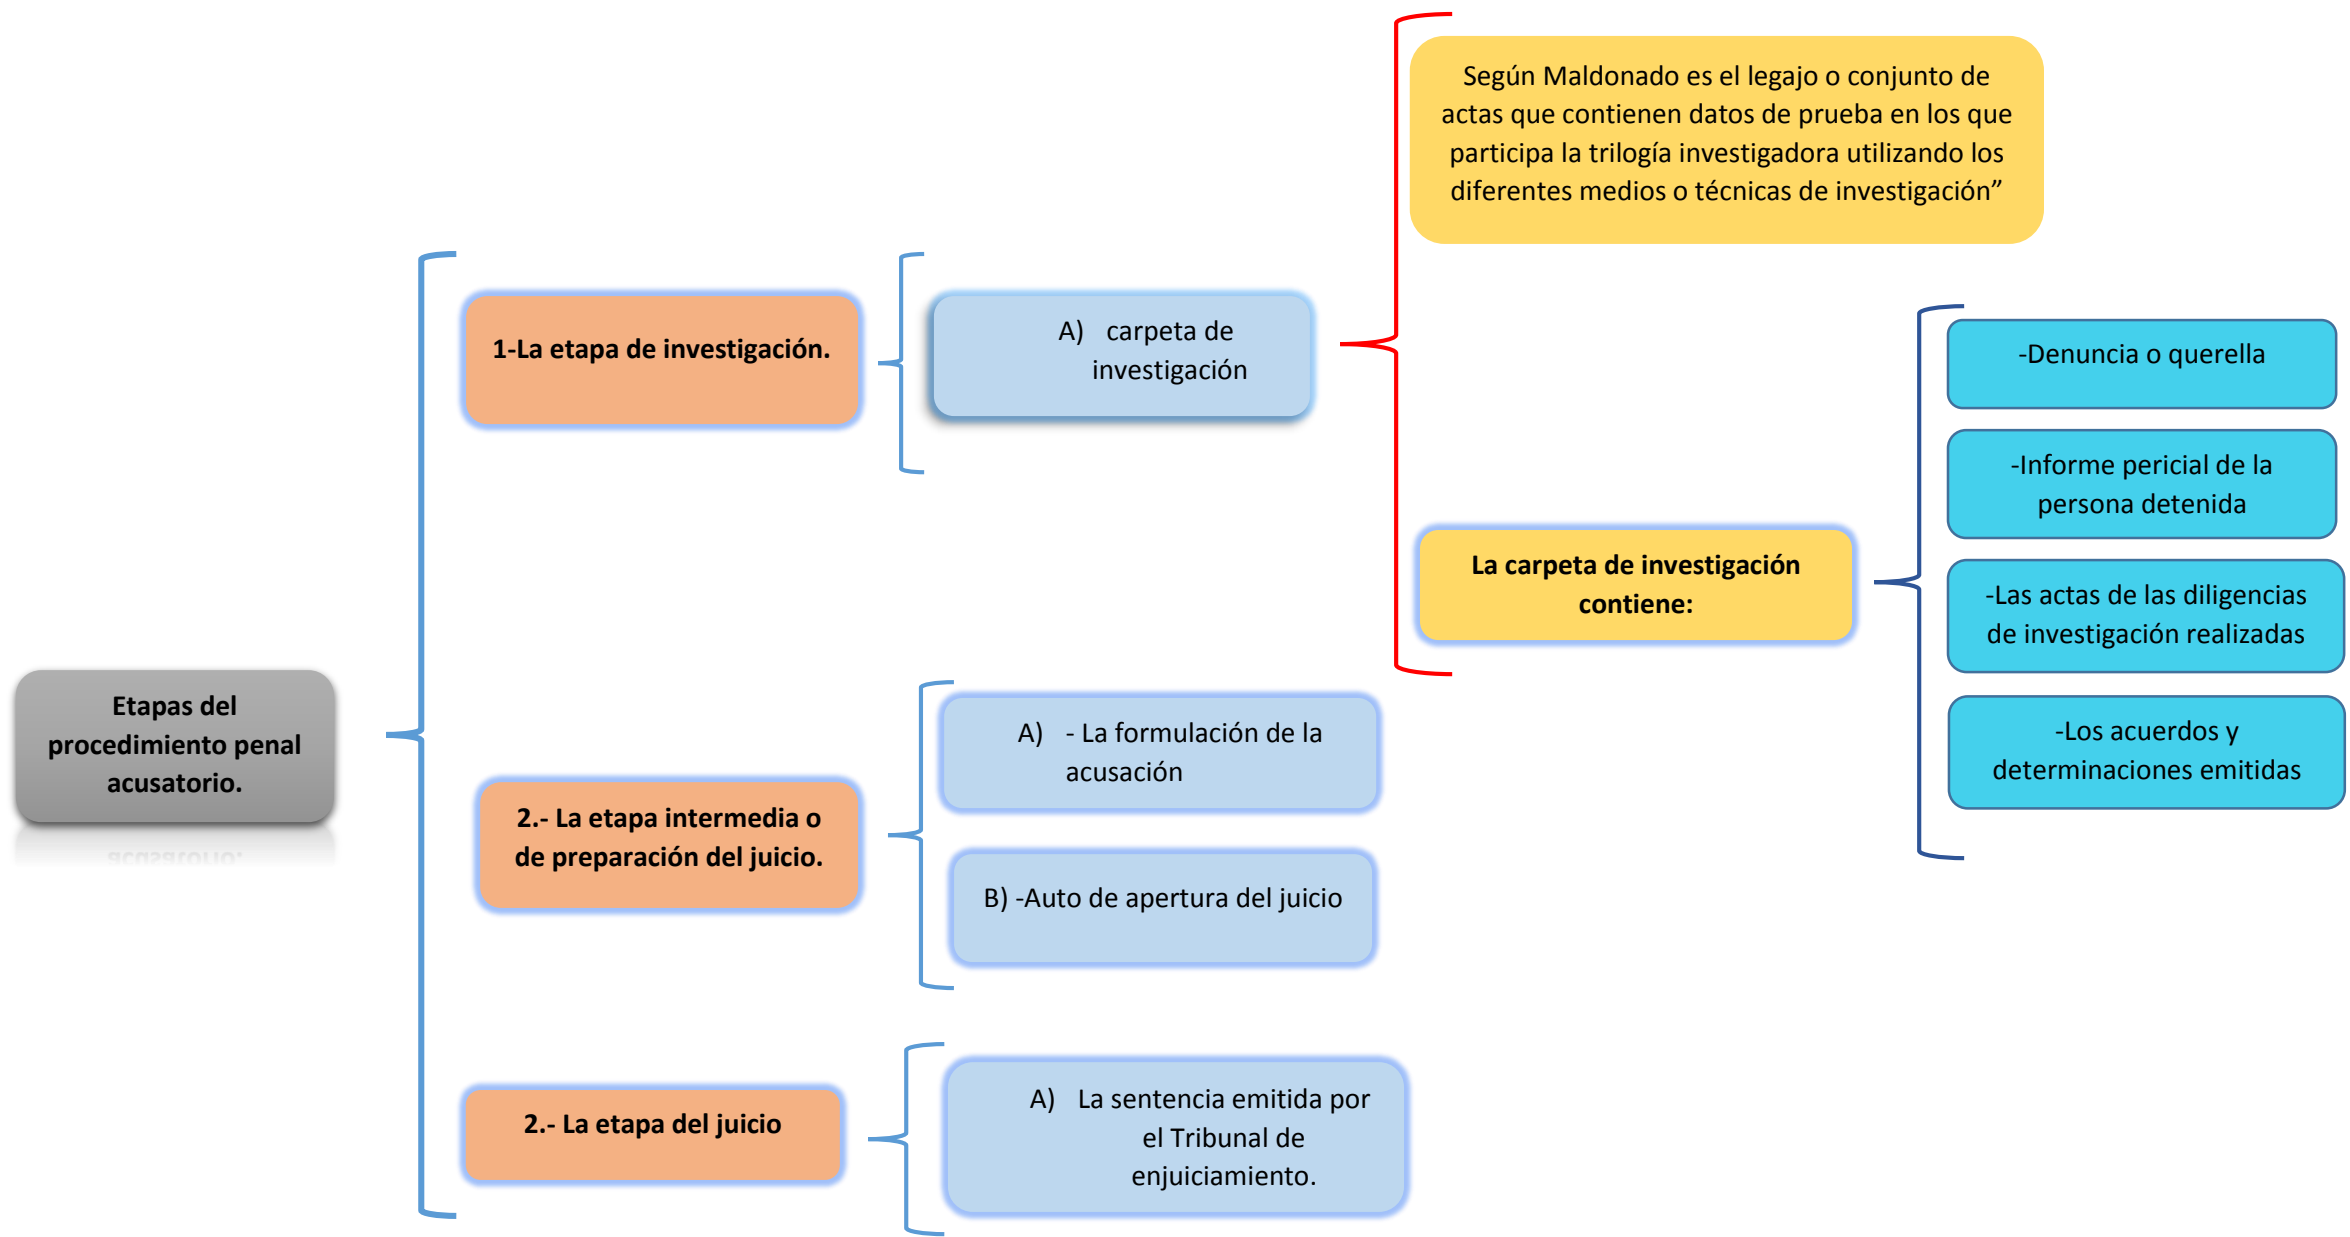 Etapas del
procedimiento penal
acusatorio.
1-La etapa de investigación.
A) carpeta de
investigación
Según Maldonado es el legajo o conjunto de
actas que contienen datos de prueba en los que
participa la trilogía investigadora utilizando los
diferentes medios o técnicas de investigación”
La carpeta de investigación
contiene:
-Denuncia o querella
-Informe pericial de la
persona detenida
-Las actas de las diligencias
de investigación realizadas
-Los acuerdos y
determinaciones emitidas
2.- La etapa intermedia o
de preparación del juicio.
A) - La formulación de la
acusación
B) -Auto de apertura del juicio
2.- La etapa del juicio
A) La sentencia emitida por
el Tribunal de
enjuiciamiento.